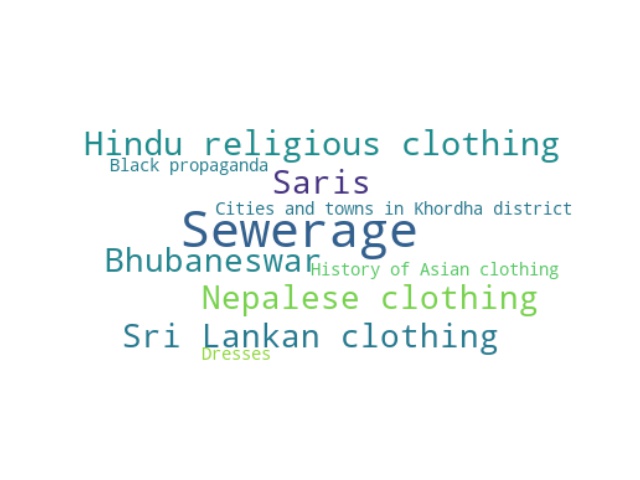 Hindu religious clothing
Black propaganda
Saris
Cities and towns in Khordha district
Sewerage
Bhubaneswar
History of Asian clothing
Nepalese clothing
Sri Lankan clothing
Dresses